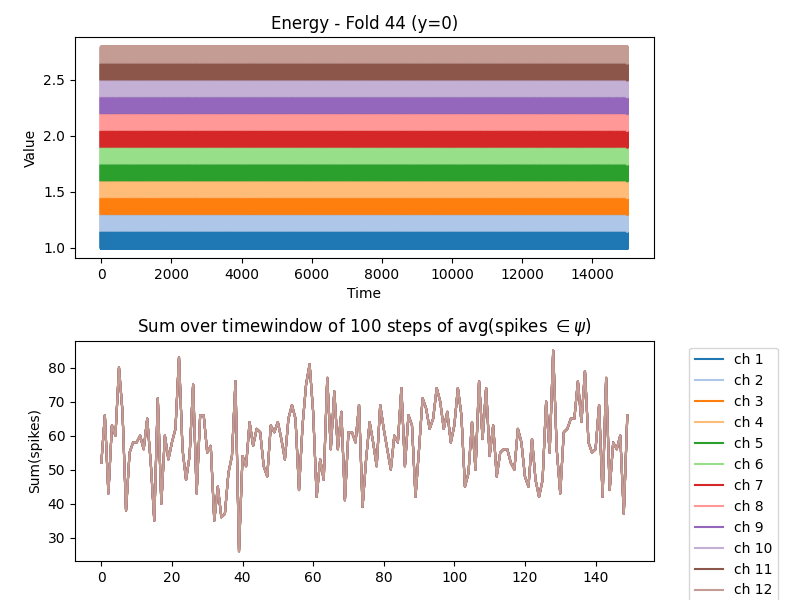 Energy - Fold 44 (y=0)
Value
2.5
2.0
1.5
1.0
0 2000 4000 6000 8000 10000 12000 14000
Time
Sum over timewindow of 100 steps of avg(spikes ∈ ψ)
Sum(spikes)
80
70
60
50
40
30
0 20 40 60 80 100 120 140
ch 1
ch 2
ch 3
ch 4
ch 5
ch 6
ch 7
ch 8
ch 9
ch 10
ch 11
ch 12